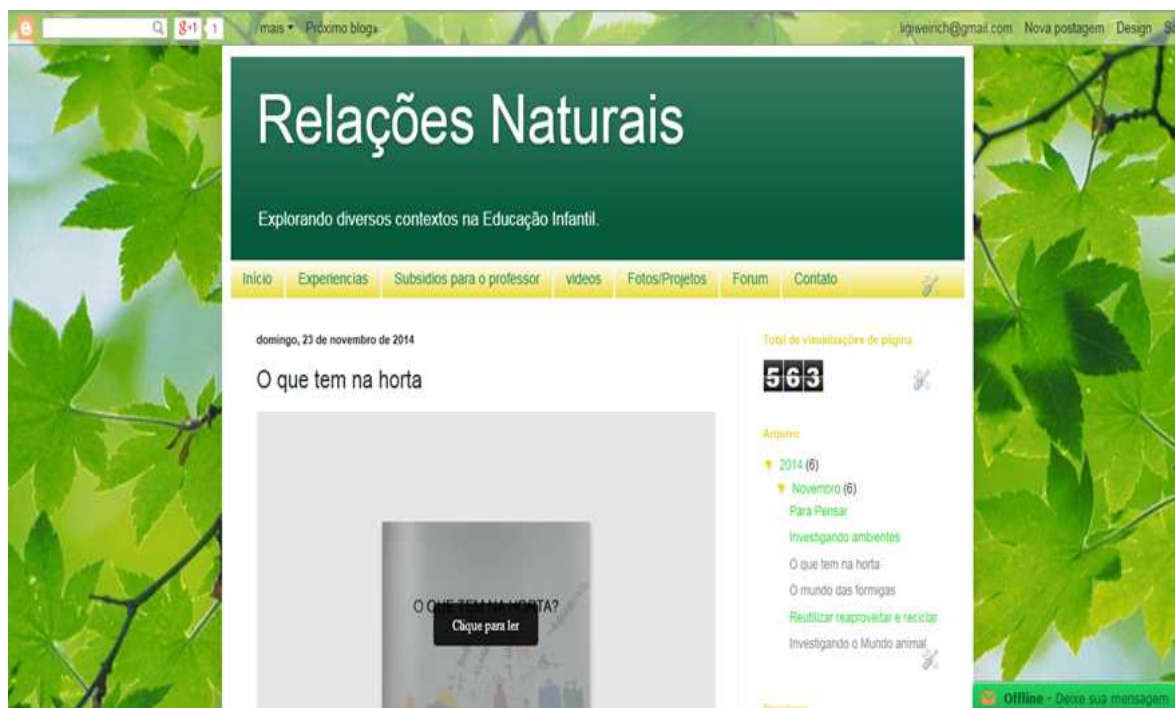 g+1 1 mais Próximo blog» ligiweirich@gmail.com Nova postagem Design
Relações Naturais
Explorando diversos contextos na Educação Infantil.
Início Experiencias Subsidios para o professor videos Fotos/Projetos Forum Contato
domingo, 23 de novembro de 2014
O que tem na horta
O QUE TEM NA HORTA?
Clique para ler
Total de visualizações de página
563
Arquivo
2014 (6)
Novembro (6)
Para Pensar
Investigando ambientes
O que tem na horta
O mundo das formigas
Reutilizar reaproveitar e reciclar
Investigando o Mundo animal
Offline - Deixe sua mensagem